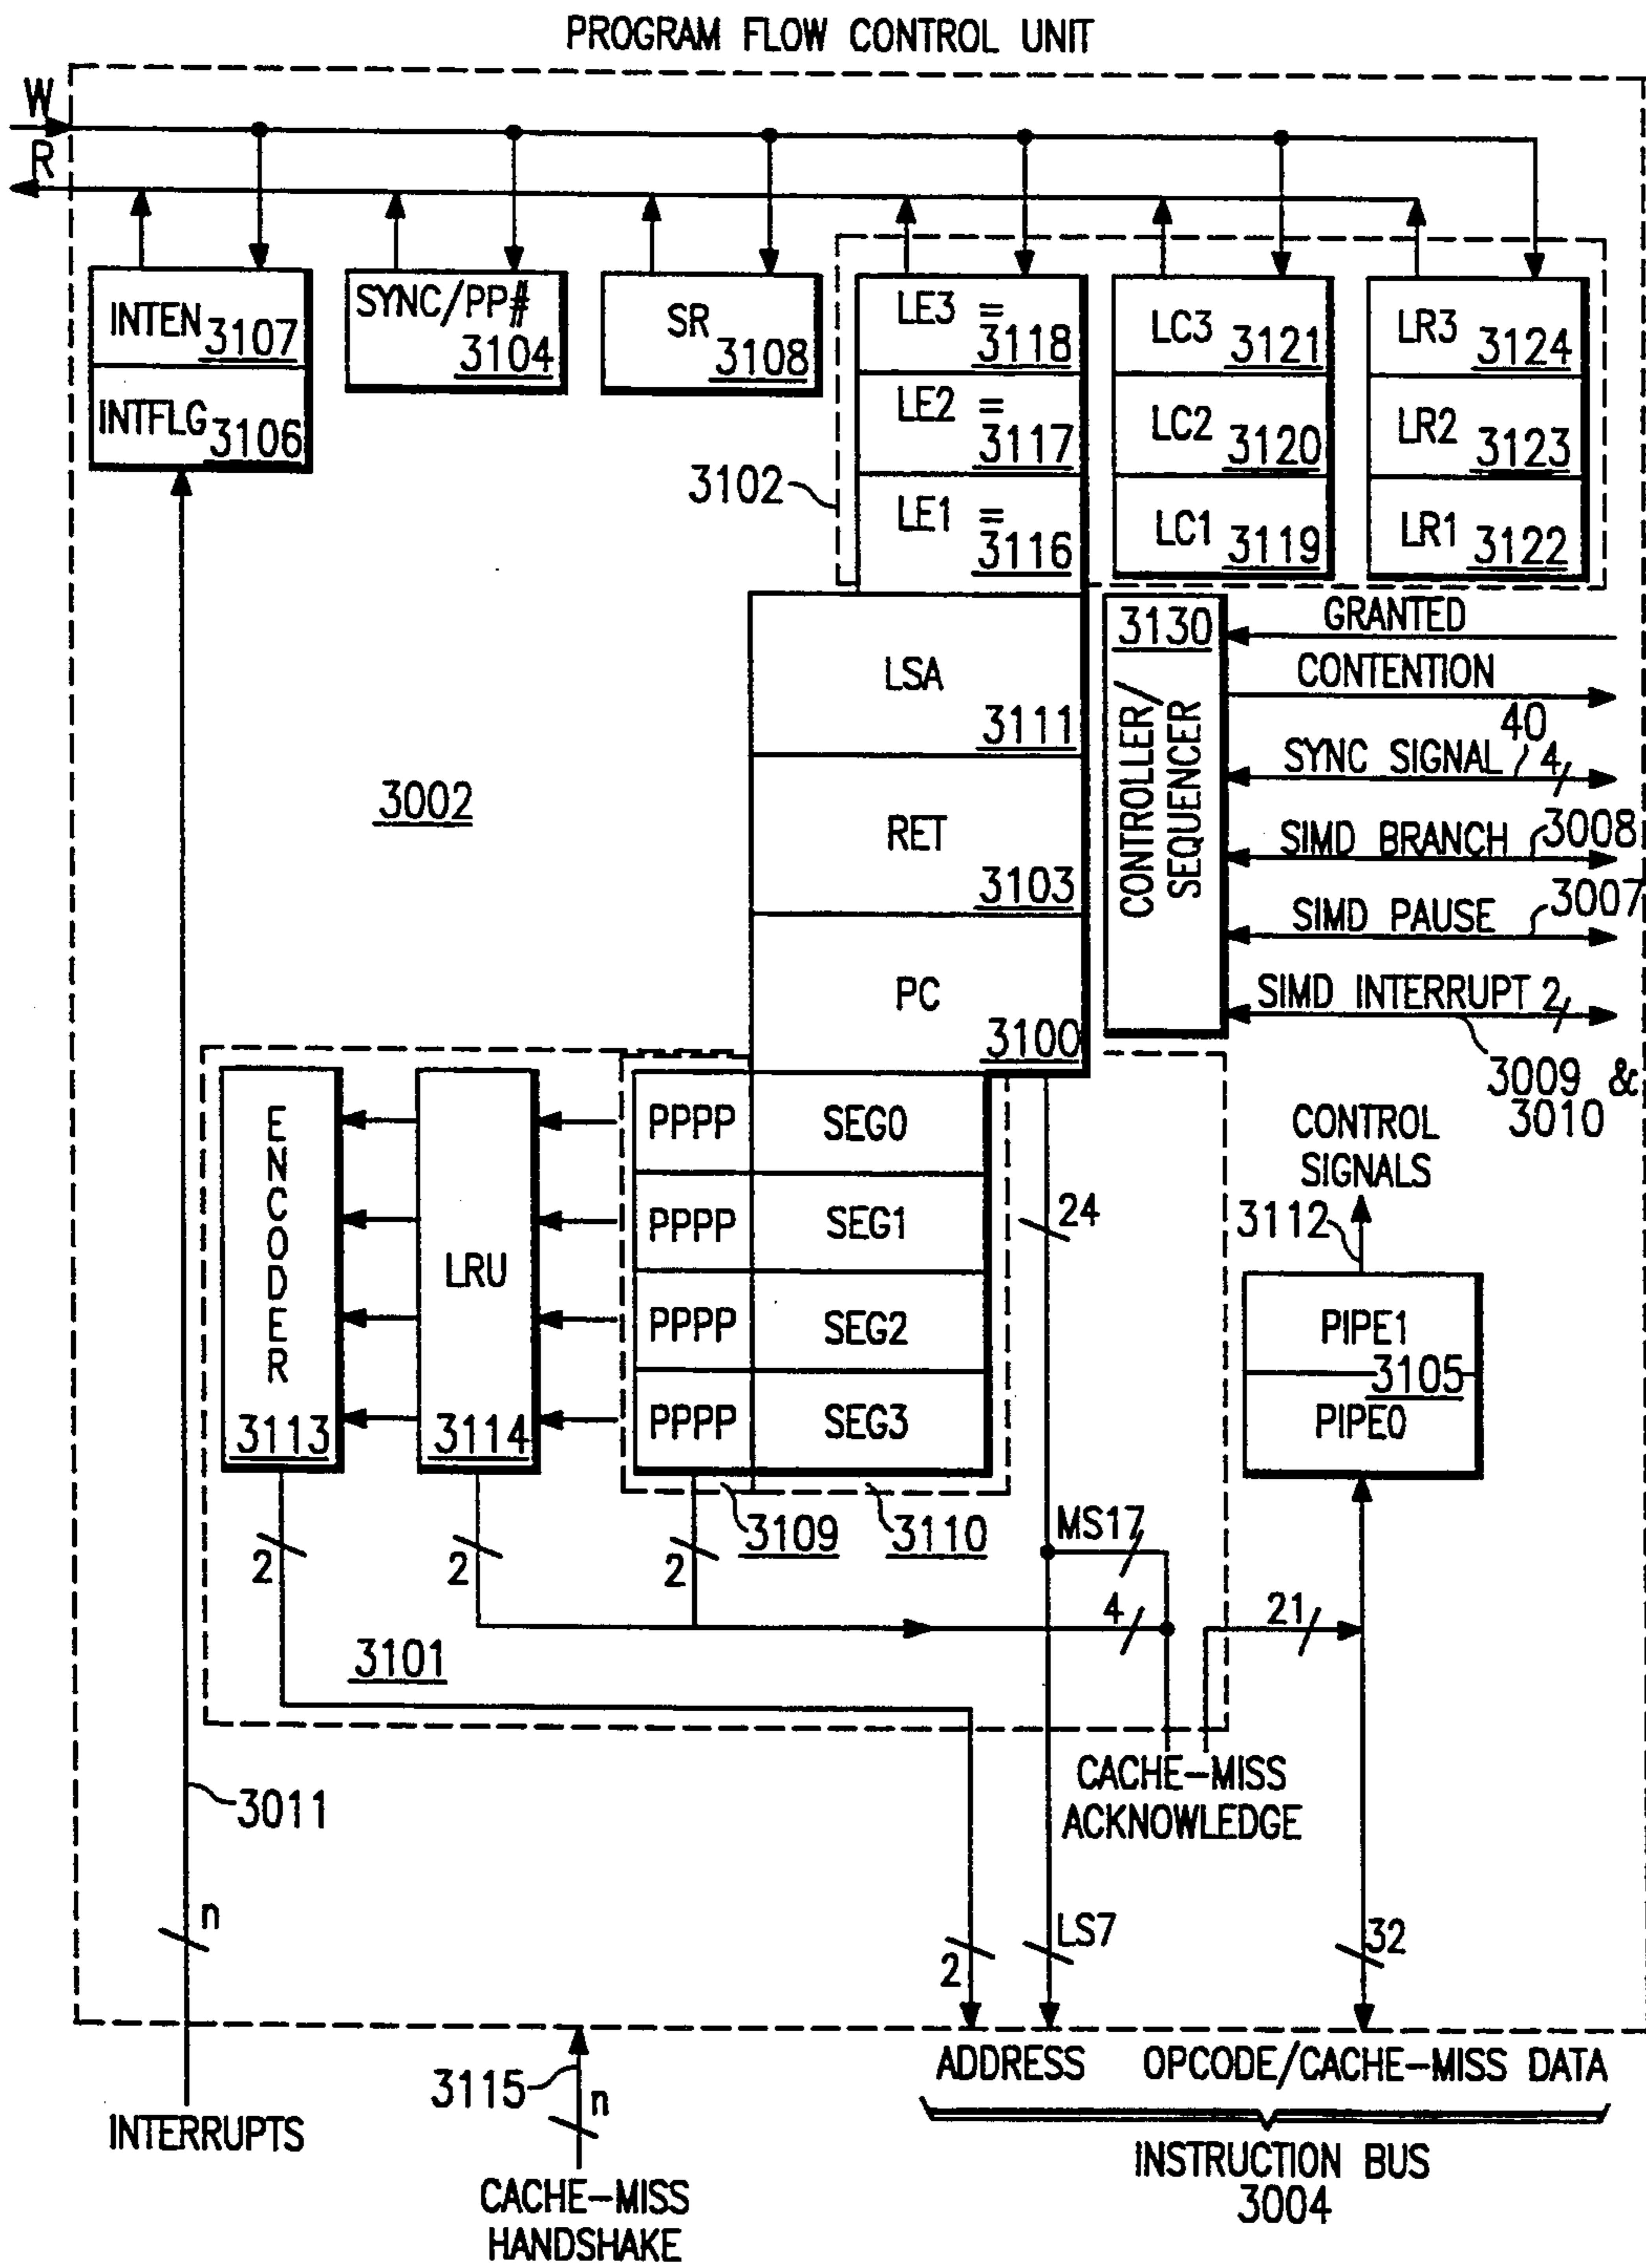 PROGRAM FLOW CONTROL UNIT
W
R
INTEN 3107
INTFLG 3106
SYNC/PP# 3104
SR 3108
LE3 = 3118
LE2 = 3117
LE1 = 3116
LC3 3121
LC2 3120
LC1 3119
LR3 3124
LR2 3123
LR1 3122
3102
3002
LSA
3111
RET
3103
PC
3100
3130
CONTROLLER/
SEQUENCER
GRANTED
CONTENTION
40
SYNC SIGNAL 4
SIMD BRANCH 3008
SIMD PAUSE 3007
SIMD INTERRUPT 2
3009 &
3010
CONTROL
SIGNALS
3112
PIPE1
3105
PIPE0
ENCODER
3113
LRU
3114
PPPP SEG0
PPPP SEG1
PPPP SEG2
PPPP SEG3
24
3109
3110
2
2
2
MS17
4
21
3101
CACHE-MISS
ACKNOWLEDGE
3011
n
2
LS7
32
3115
n
INTERRUPTS
CACHE-MISS
HANDSHAKE
ADDRESS
OPCODE/CACHE-MISS DATA
INSTRUCTION BUS
3004